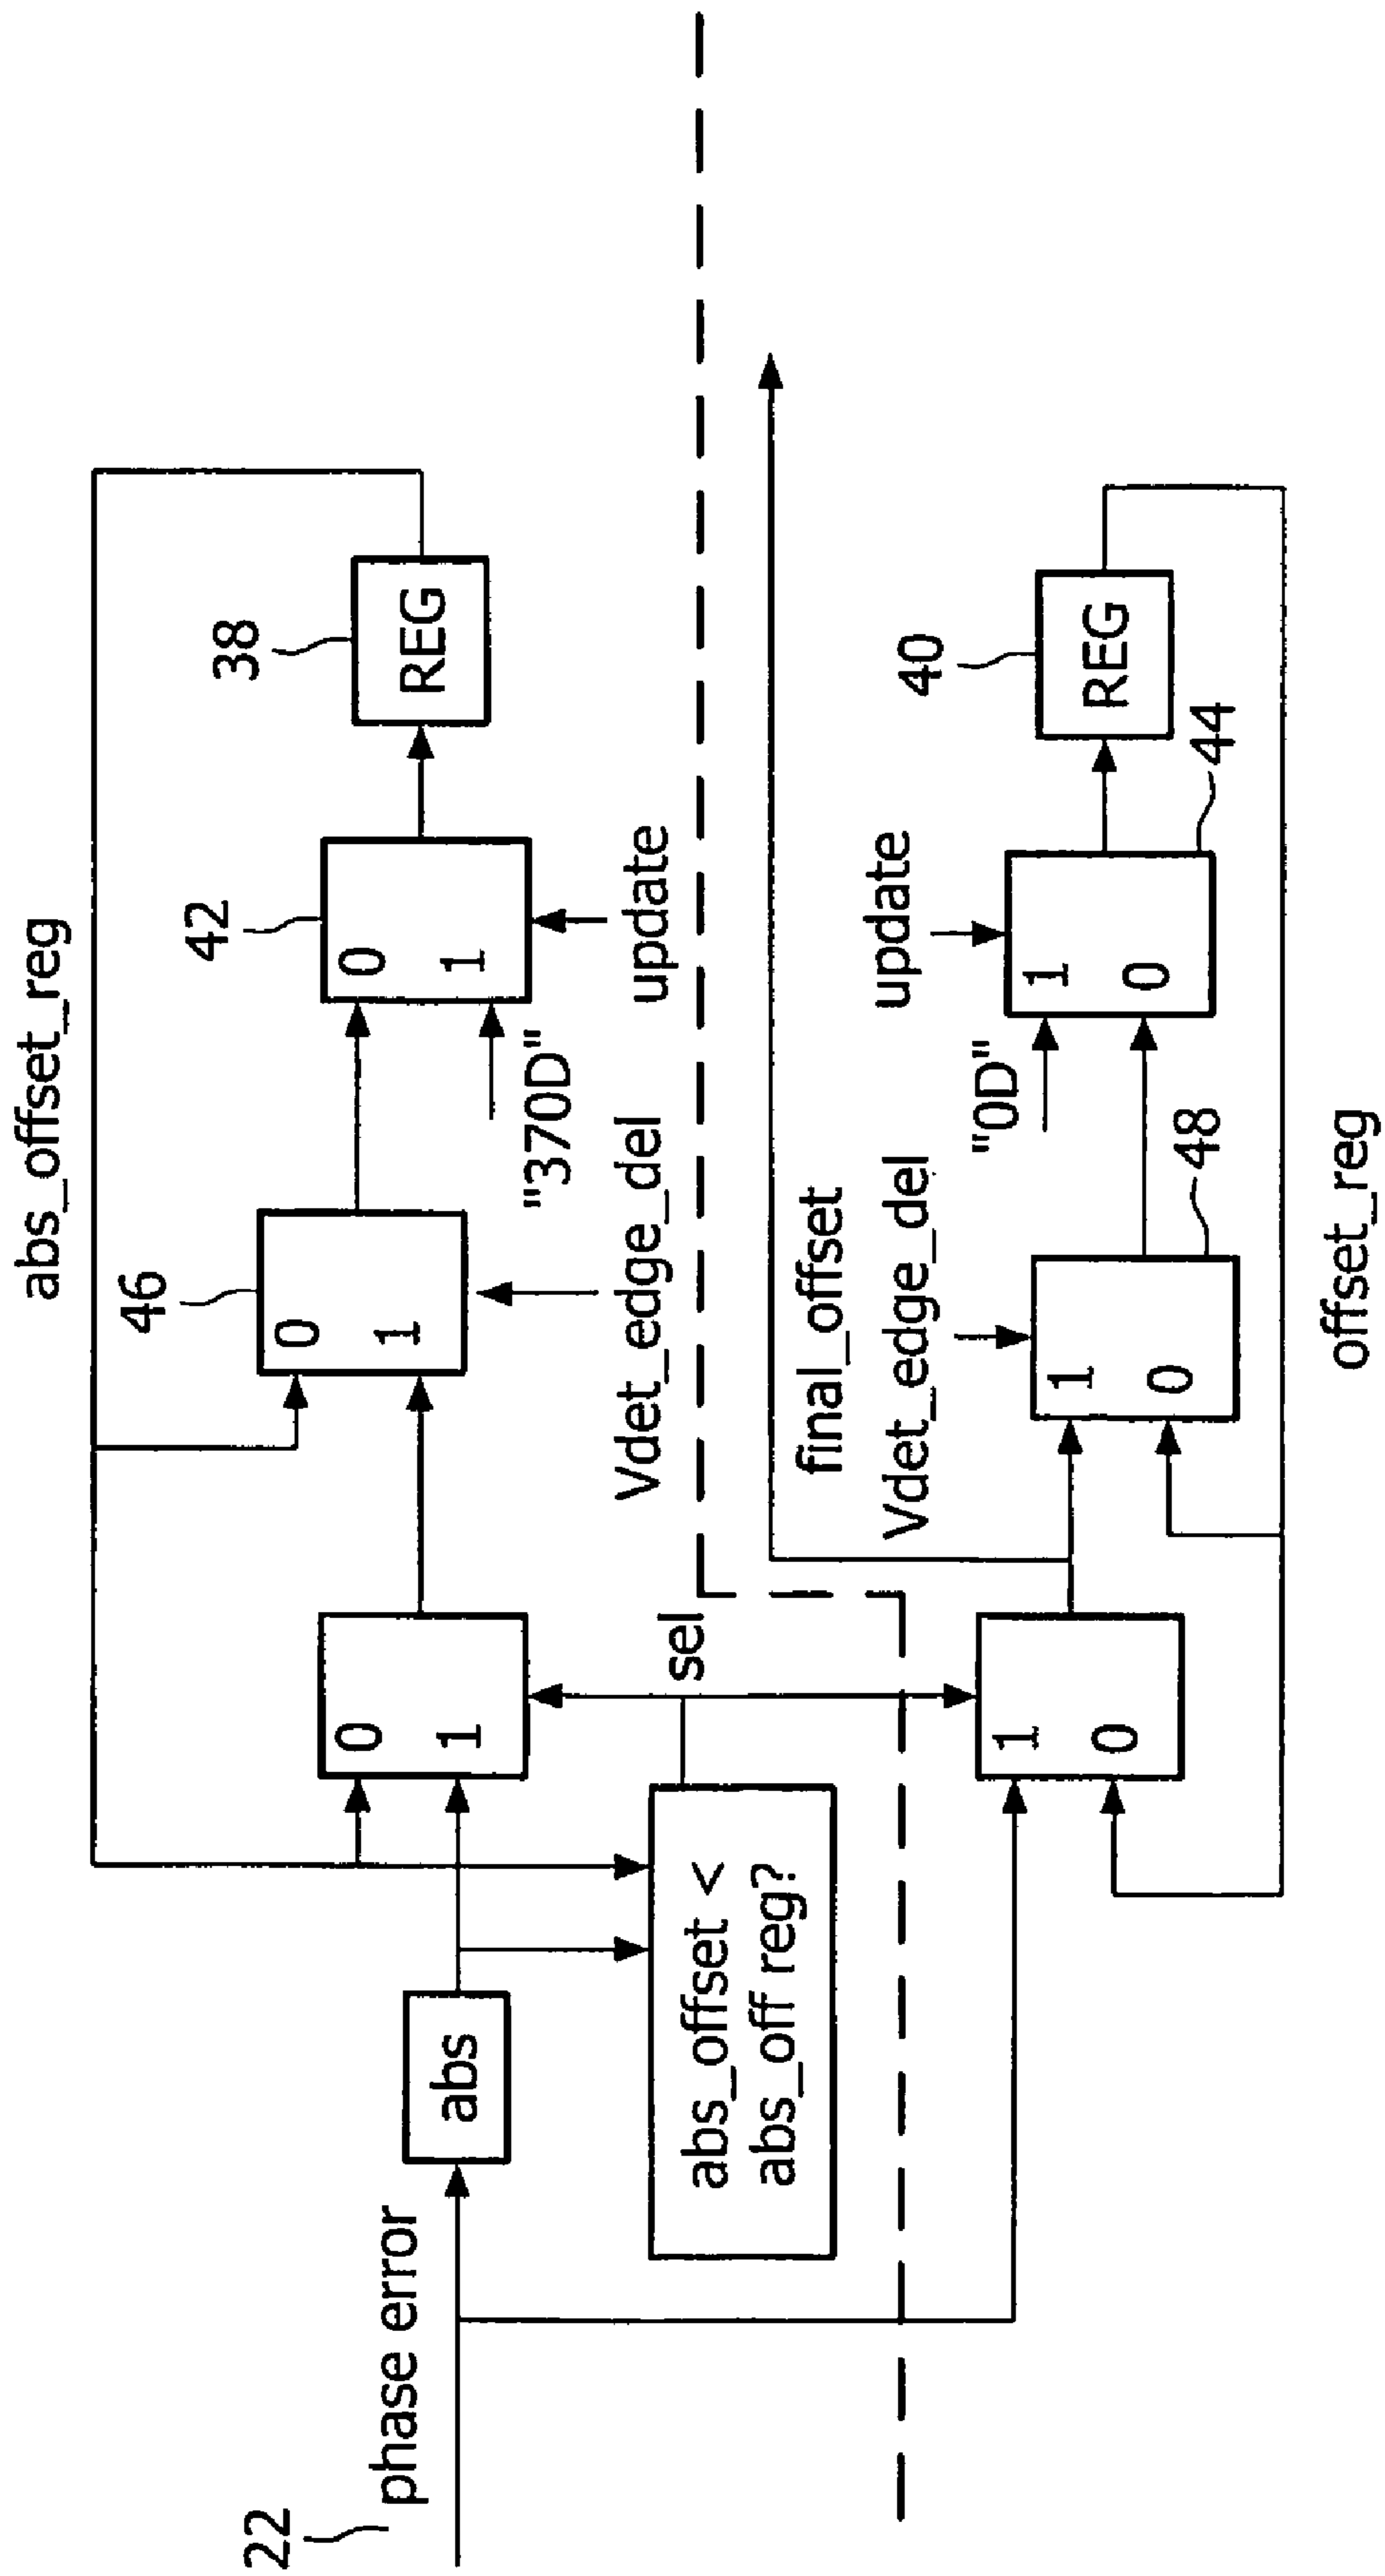 abs_offset_reg
22
phase error
abs
abs_offset <
abs_off reg?
0
1
sel
46
0
1
Vdet_edge_del
42
0
1
"370D"
update
38
REG
final_offset
1
0
Vdet_edge_del
1
0
48
"0D"
update
1
0
44
40
REG
offset_reg